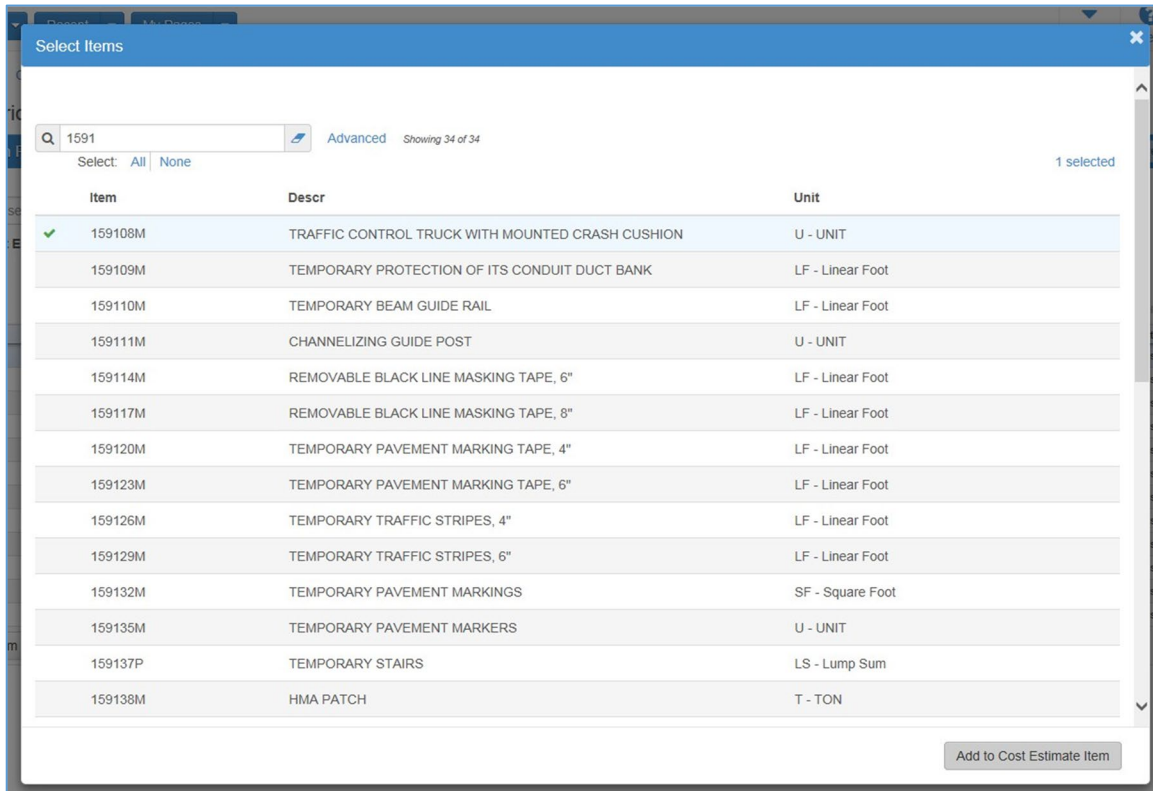 Recent My Pages
Select Items
1591 Advanced Showing 34 of 34
Select: All None 1 selected
Item Descr Unit
159108M TRAFFIC CONTROL TRUCK WITH MOUNTED CRASH CUSHION U - UNIT
159109M TEMPORARY PROTECTION OF ITS CONDUIT DUCT BANK LF - Linear Foot
159110M TEMPORARY BEAM GUIDE RAIL LF - Linear Foot
159111M CHANNELIZING GUIDE POST U - UNIT
159114M REMOVABLE BLACK LINE MASKING TAPE, 6" LF - Linear Foot
159117M REMOVABLE BLACK LINE MASKING TAPE, 8" LF - Linear Foot
159120M TEMPORARY PAVEMENT MARKING TAPE, 4" LF - Linear Foot
159123M TEMPORARY PAVEMENT MARKING TAPE, 6" LF - Linear Foot
159126M TEMPORARY TRAFFIC STRIPES, 4" LF - Linear Foot
159129M TEMPORARY TRAFFIC STRIPES, 6" LF - Linear Foot
159132M TEMPORARY PAVEMENT MARKINGS SF - Square Foot
159135M TEMPORARY PAVEMENT MARKERS U - UNIT
159137P TEMPORARY STAIRS LS - Lump Sum
159138M HMA PATCH T - TON
Add to Cost Estimate Item